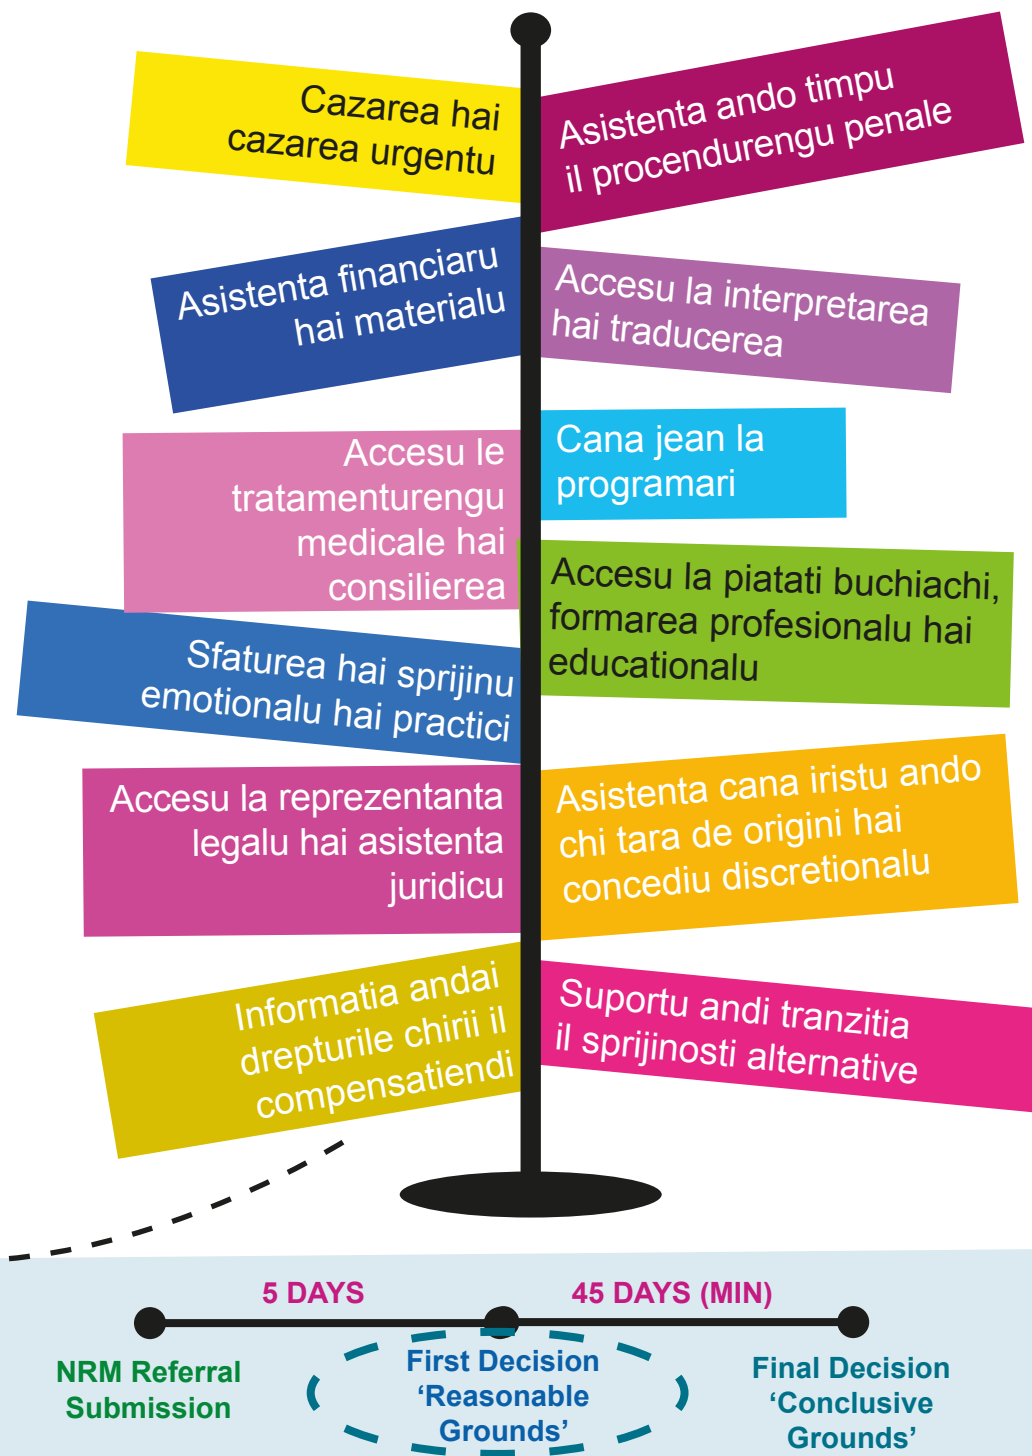 Cazarea hai
cazarea urgentu
Asistenta ando timpu
il procendurengu penale
Asistenta financiaru
hai materialu
Accesu la interpretarea
hai traducerea
Accesu le
tratamenturengu
medicale hai
consilierea
Cana jean la
programari
Sfaturea hai sprijinu
emotionalu hai practici
Accesu la piatati buchiachi,
formarea profesionalu hai
educationalu
Accesu la reprezentanta
legalu hai asistenta
juridicu
Asistenta cana iristu ando
chi tara de origini hai
concediu discretionalu
Informatia andai
drepturile chirii il
compensatiendi
Suportu andi tranzitia
il sprijinosti alternative
5 DAYS
45 DAYS (MIN)
NRM Referral
Submission
First Decision
‘Reasonable
Grounds’
Final Decision
‘Conclusive
Grounds’